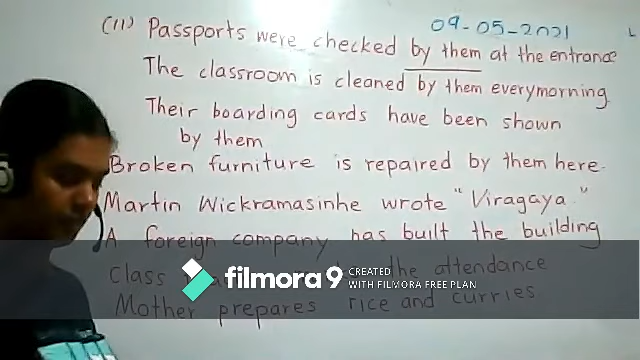 (11) Passports were checked by them at the entrance
09-05-2021
The classroom is cleaned by them everymorning
Their boarding cards have been shown
by them
Broken furniture is repaired by them here.
Martin Wickramasinhe wrote "Viragaya."
A foreign company has built the building
Class the attendance
Mother prepares rice and curries
filmora9
CREATED
WITH FILMORA FREE PLAN